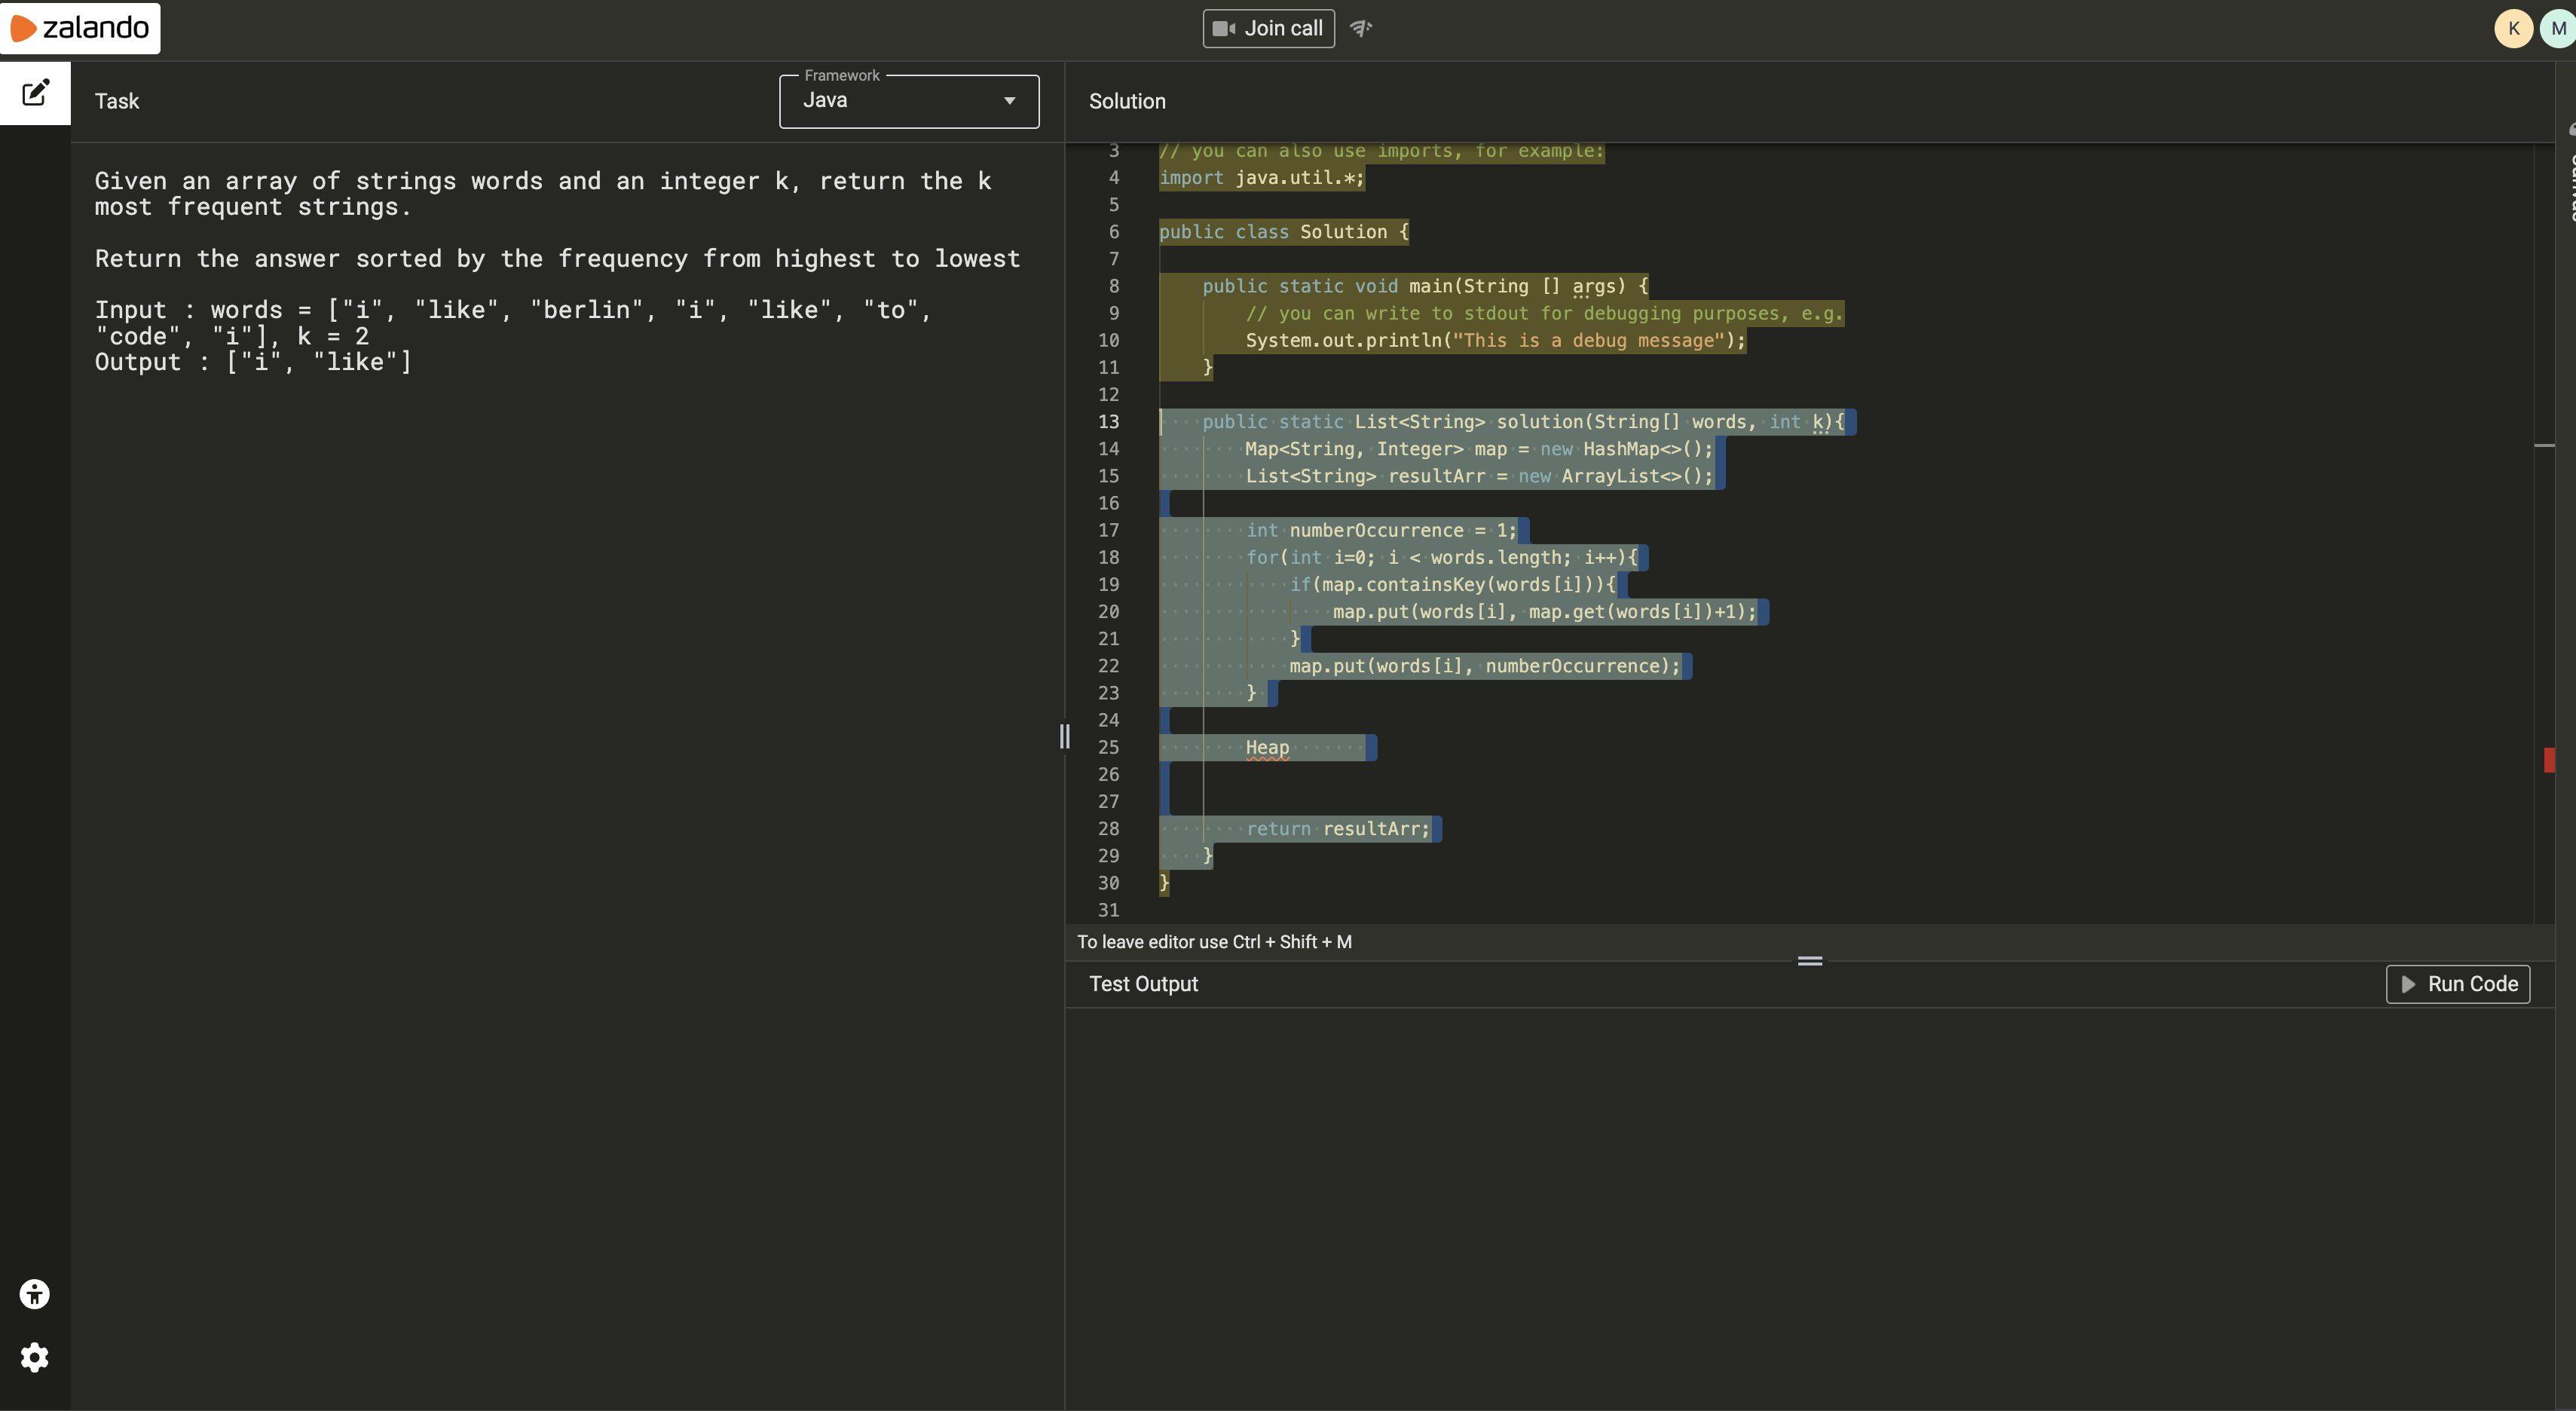 zalando
Join call
K
M
Task
Framework
Java
Given an array of strings words and an integer k, return the k
most frequent strings.
Return the answer sorted by the frequency from highest to lowest
Input : words = ["i", "like", "berlin", "i", "like", "to",
"code", "i"], k = 2
Output : ["i", "like"]
Solution
3 // you can also use imports, for example:
4 import java.util.*;
5
6 public class Solution {
7
8     public static void main(String [] args) {
9         // you can write to stdout for debugging purposes, e.g.
10         System.out.println("This is a debug message");
11     }
12
13     public static List<String> solution(String[] words, int k){
14         Map<String, Integer> map = new HashMap<>();
15         List<String> resultArr = new ArrayList<>();
16
17         int numberOccurrence = 1;
18         for(int i=0; i < words.length; i++){
19             if(map.containsKey(words[i])){
20                 map.put(words[i], map.get(words[i])+1);
21             }
22             map.put(words[i], numberOccurrence);
23         }
24
25         Heap
26
27
28         return resultArr;
29     }
30 }
31
To leave editor use Ctrl + Shift + M
Test Output
Run Code